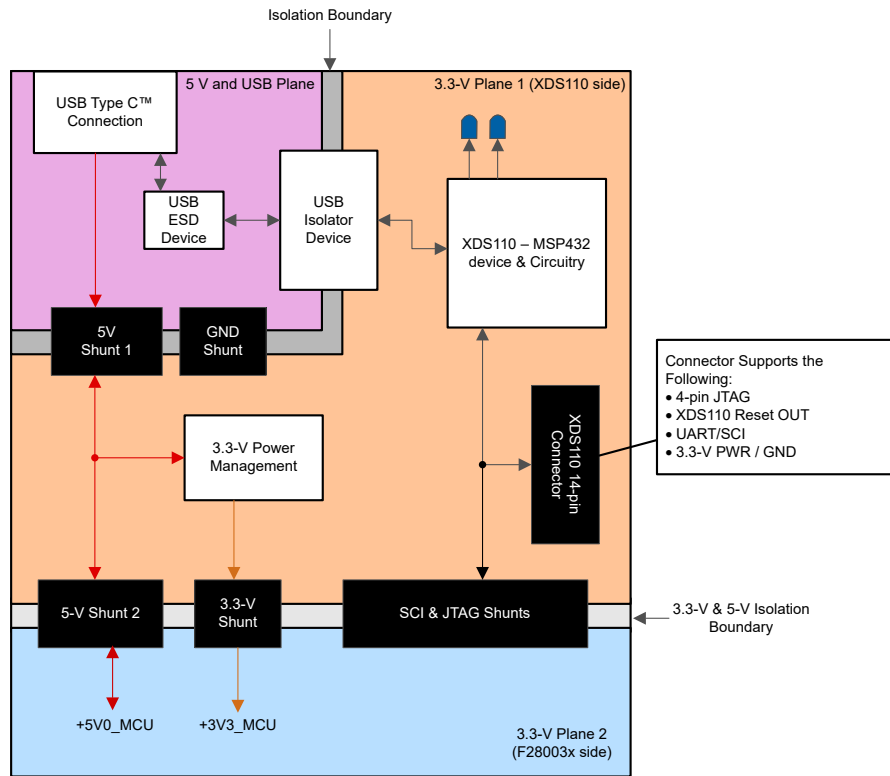 Isolation Boundary
5 V and USB Plane
3.3-V Plane 1 (XDS110 side)
USB Type C™
Connection
USB
ESD
Device
USB
Isolator
Device
XDS110 – MSP432
device & Circuitry
5V
Shunt 1
GND
Shunt
Connector Supports the
Following:
• 4-pin JTAG
• XDS110 Reset OUT
• UART/SCI
• 3.3-V PWR / GND
XDS110 14-pin
Connector
3.3-V Power
Management
5-V Shunt 2
3.3-V
Shunt
SCI & JTAG Shunts
3.3-V & 5-V Isolation
Boundary
+5V0_MCU
+3V3_MCU
3.3-V Plane 2
(F28003x side)